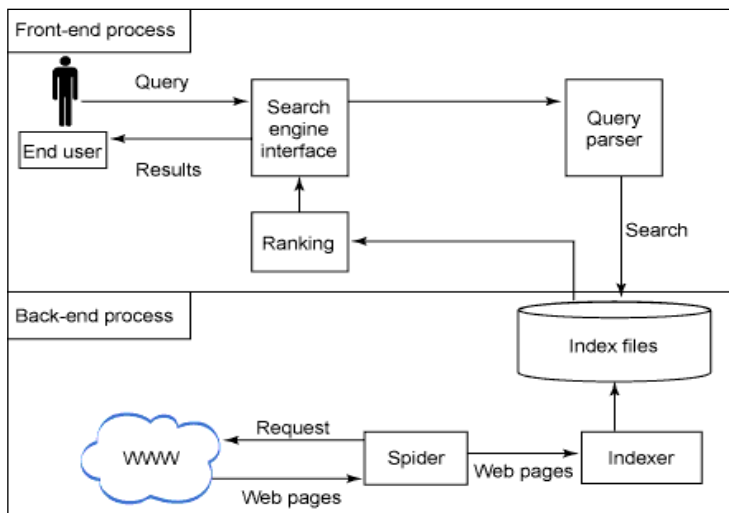 Front-end process
Query
Search
engine
interface
Query
parser
End user
Results
Ranking
Search
Back-end process
Index files
Request
WWW
Spider
Web pages
Indexer
Web pages